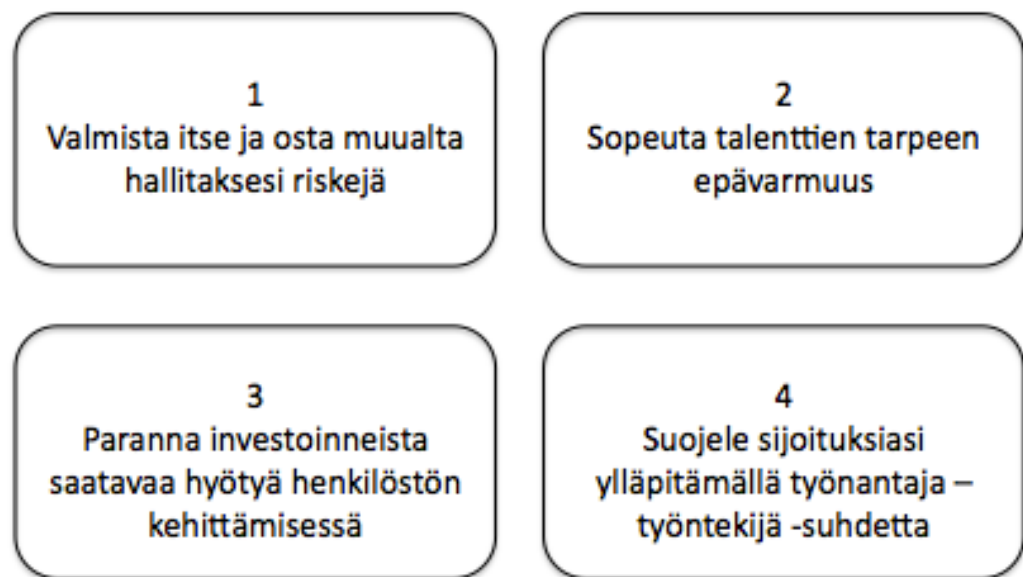 1
Valmista itse ja osta muualta
hallitaksesi riskejä
2
Sopeuta talenttien tarpeen
epävarmuus
3
Paranna investoinneista
saatavaa hyötyä henkilöstön
kehittämisessä
4
Suojele sijoituksiasi
ylläpitämällä työnantaja –
työntekijä -suhdetta